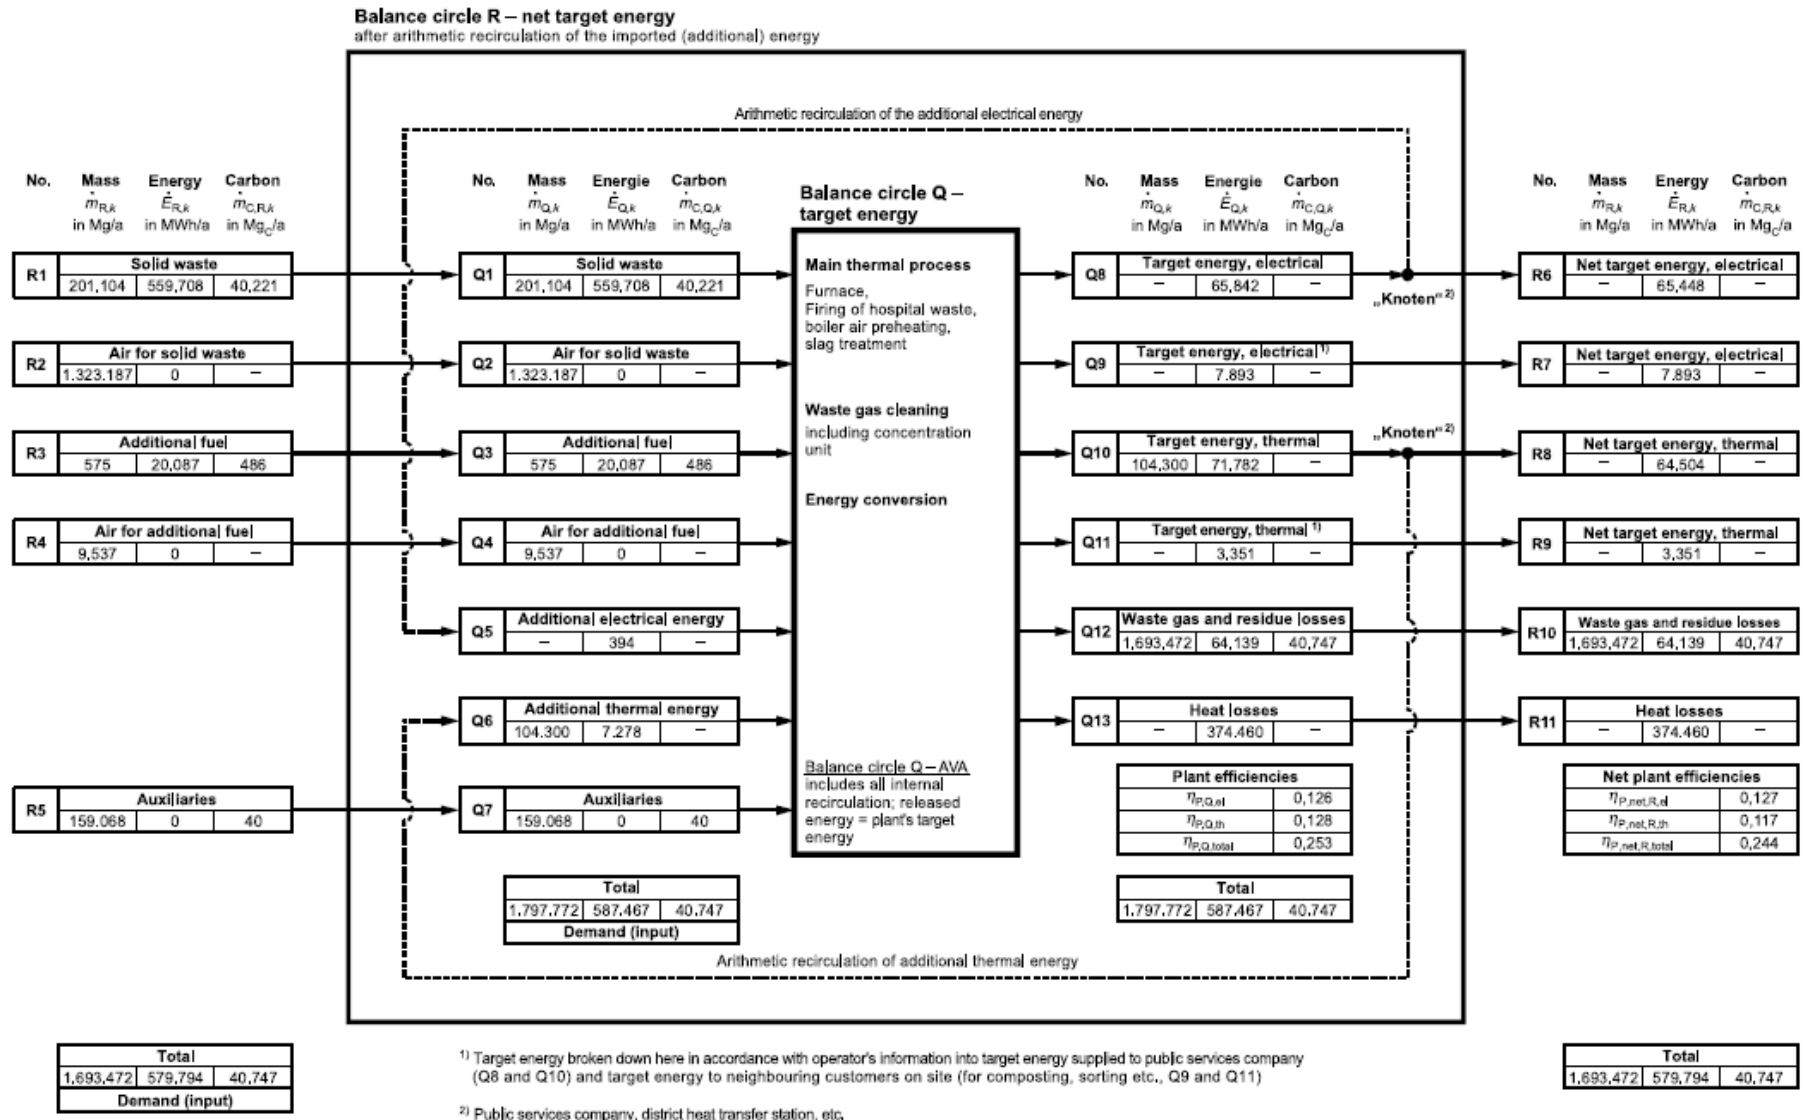 Balance circle R – net target energy
after arithmetic recirculation of the imported (additional) energy
Arithmetic recirculation of the additional electrical energy
No. Mass Energy Carbon
ṁR,k ĖR,k ṁC,R,k
in Mg/a in MWh/a in MgC/a
R1 Solid waste
201,104 559,708 40,221
R2 Air for solid waste
1.323.187 0 –
R3 Additional fuel
575 20,087 486
R4 Air for additional fuel
9,537 0 –
R5 Auxiliaries
159.068 0 40
Total
1,693,472 579,794 40,747
Demand (input)
No. Mass Energie Carbon
ṁQ,k ĖQ,k ṁC,Q,k
in Mg/a in MWh/a in MgC/a
Q1 Solid waste
201,104 559,708 40,221
Q2 Air for solid waste
1.323.187 0 –
Q3 Additional fuel
575 20,087 486
Q4 Air for additional fuel
9,537 0 –
Q5 Additional electrical energy
– 394 –
Q6 Additional thermal energy
104.300 7.278 –
Q7 Auxiliaries
159.068 0 40
Total
1.797.772 587.467 40.747
Demand (input)
Balance circle Q –
target energy
Main thermal process
Furnace,
Firing of hospital waste,
boiler air preheating,
slag treatment
Waste gas cleaning
including concentration
unit
Energy conversion
Balance circle Q – AVA
includes all internal
recirculation; released
energy = plant's target
energy
No. Mass Energie Carbon
ṁQ,k ĖQ,k ṁC,Q,k
in Mg/a in MWh/a in MgC/a
Q8 Target energy, electrical
– 65,842 –
„Knoten“ 2)
Q9 Target energy, electrical 1)
– 7.893 –
Q10 Target energy, thermal
104,300 71,782 –
„Knoten“ 2)
Q11 Target energy, thermal 1)
– 3,351 –
Q12 Waste gas and residue losses
1,693,472 64,139 40,747
Q13 Heat losses
– 374.460 –
Plant efficiencies
ηP,Q,el 0,126
ηP,Q,th 0,128
ηP,Q,total 0,253
Total
1.797.772 587.467 40.747
Arithmetic recirculation of additional thermal energy
No. Mass Energy Carbon
ṁR,k ĖR,k ṁC,R,k
in Mg/a in MWh/a in MgC/a
R6 Net target energy, electrical
– 65,448 –
R7 Net target energy, electrical
– 7.893 –
R8 Net target energy, thermal
– 64,504 –
R9 Net target energy, thermal
– 3,351 –
R10 Waste gas and residue losses
1,693,472 64,139 40,747
R11 Heat losses
– 374.460 –
Net plant efficiencies
ηP,net,R,el 0,127
ηP,net,R,th 0,117
ηP,net,R,total 0,244
Total
1,693,472 579,794 40,747
1) Target energy broken down here in accordance with operator's information into target energy supplied to public services company
(Q8 and Q10) and target energy to neighbouring customers on site (for composting, sorting etc., Q9 and Q11)
2) Public services company, district heat transfer station, etc.